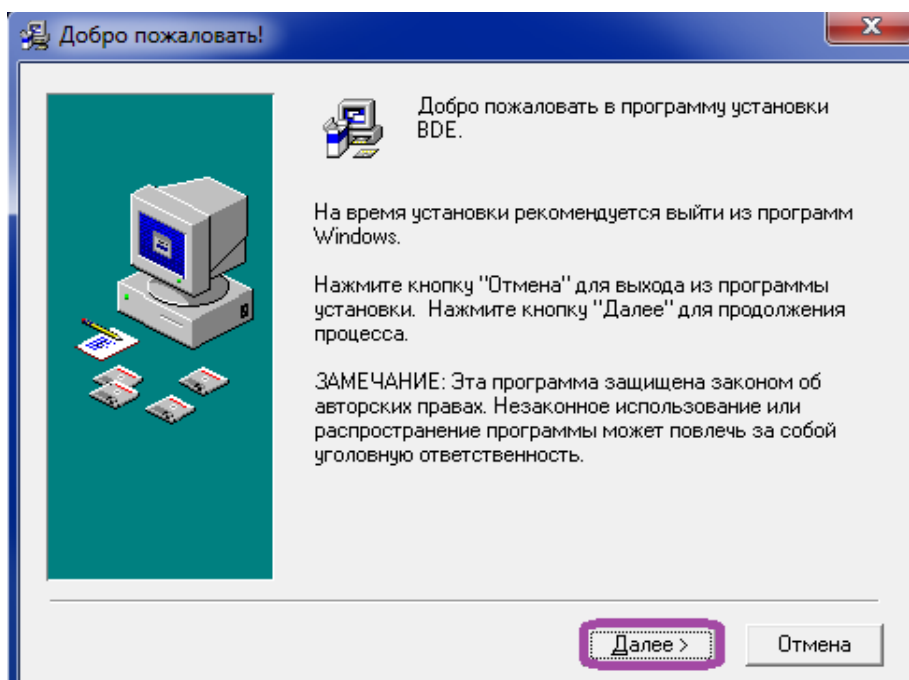 Добро пожаловать!
Добро пожаловать в программу установки
BDE.
На время установки рекомендуется выйти из программ
Windows.
Нажмите кнопку "Отмена" для выхода из программы
установки.  Нажмите кнопку "Далее" для продолжения
процесса.
ЗАМЕЧАНИЕ: Эта программа защищена законом об
авторских правах. Незаконное использование или
распространение программы может повлечь за собой
уголовную ответственность.
Далее >
Отмена